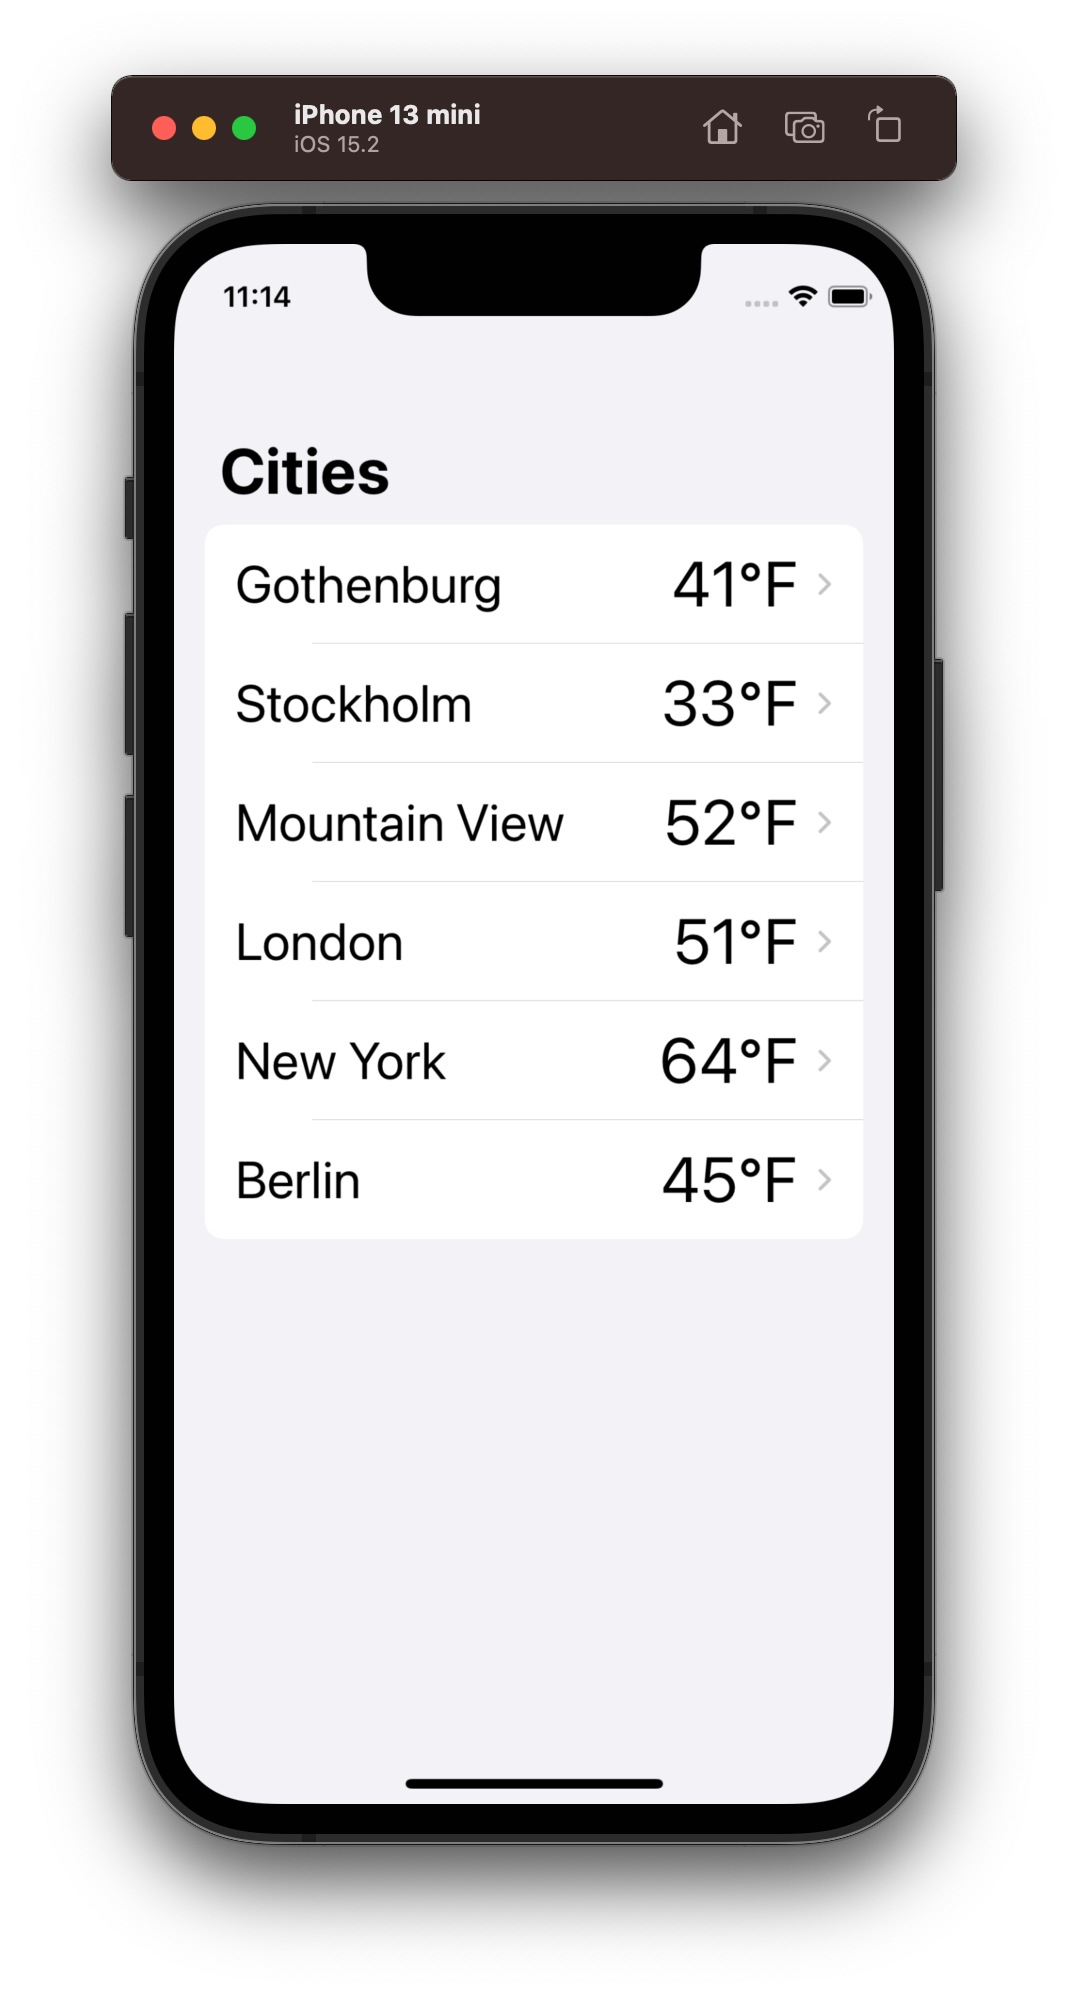 iPhone 13 mini
iOS 15.2
11:14
Cities
Gothenburg 41°F
Stockholm 33°F
Mountain View 52°F
London 51°F
New York 64°F
Berlin 45°F